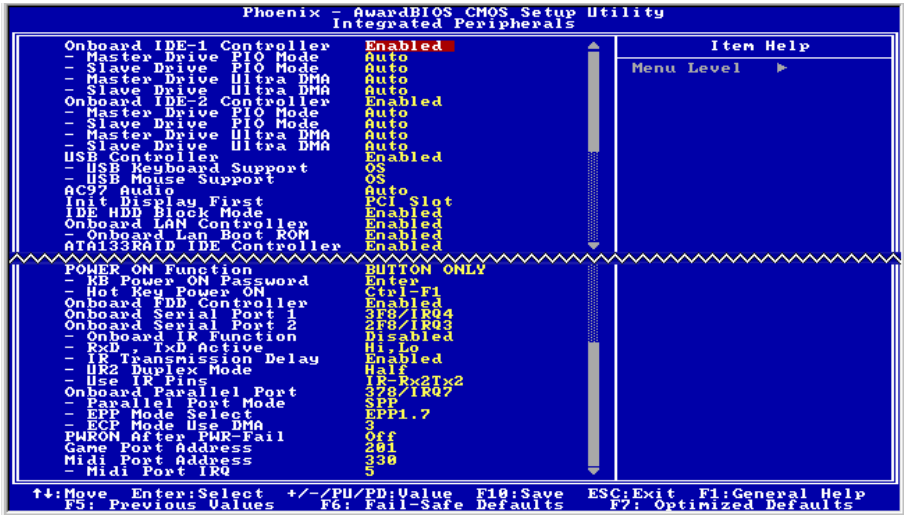 Phoenix - AwardBIOS CMOS Setup Utility
Integrated Peripherals
Onboard IDE-1 Controller Enabled
- Master Drive PIO Mode Auto
- Slave Drive PIO Mode Auto
- Master Drive Ultra DMA Auto
- Slave Drive Ultra DMA Auto
Onboard IDE-2 Controller Enabled
- Master Drive PIO Mode Auto
- Slave Drive PIO Mode Auto
- Master Drive Ultra DMA Auto
- Slave Drive Ultra DMA Auto
USB Controller Enabled
- USB Keyboard Support OS
- USB Mouse Support OS
AC97 Audio Auto
Init Display First PCI Slot
IDE HDD Block Mode Enabled
Onboard LAN Controller Enabled
- Onboard Lan Boot ROM Enabled
ATA133RAID IDE Controller Enabled
Item Help
Menu Level ►
POWER ON Function BUTTON ONLY
- KB Power ON Password Enter
- Hot Key Power ON Ctrl-F1
Onboard FDD Controller Enabled
Onboard Serial Port 1 3F8/IRQ4
Onboard Serial Port 2 2F8/IRQ3
- Onboard IR Function Disabled
- RxD , TxD Active Hi,Lo
- IR Transmission Delay Enabled
- UR2 Duplex Mode Half
- Use IR Pins IR-Rx2Tx2
Onboard Parallel Port 378/IRQ7
- Parallel Port Mode SPP
- EPP Mode Select EPP1.7
- ECP Mode Use DMA 3
PWRON After PWR-Fail Off
Game Port Address 201
Midi Port Address 330
- Midi Port IRQ 5
↑↓:Move Enter:Select +/-/PU/PD:Value F10:Save ESC:Exit F1:General Help
F5: Previous Values F6: Fail-Safe Defaults F7: Optimized Defaults